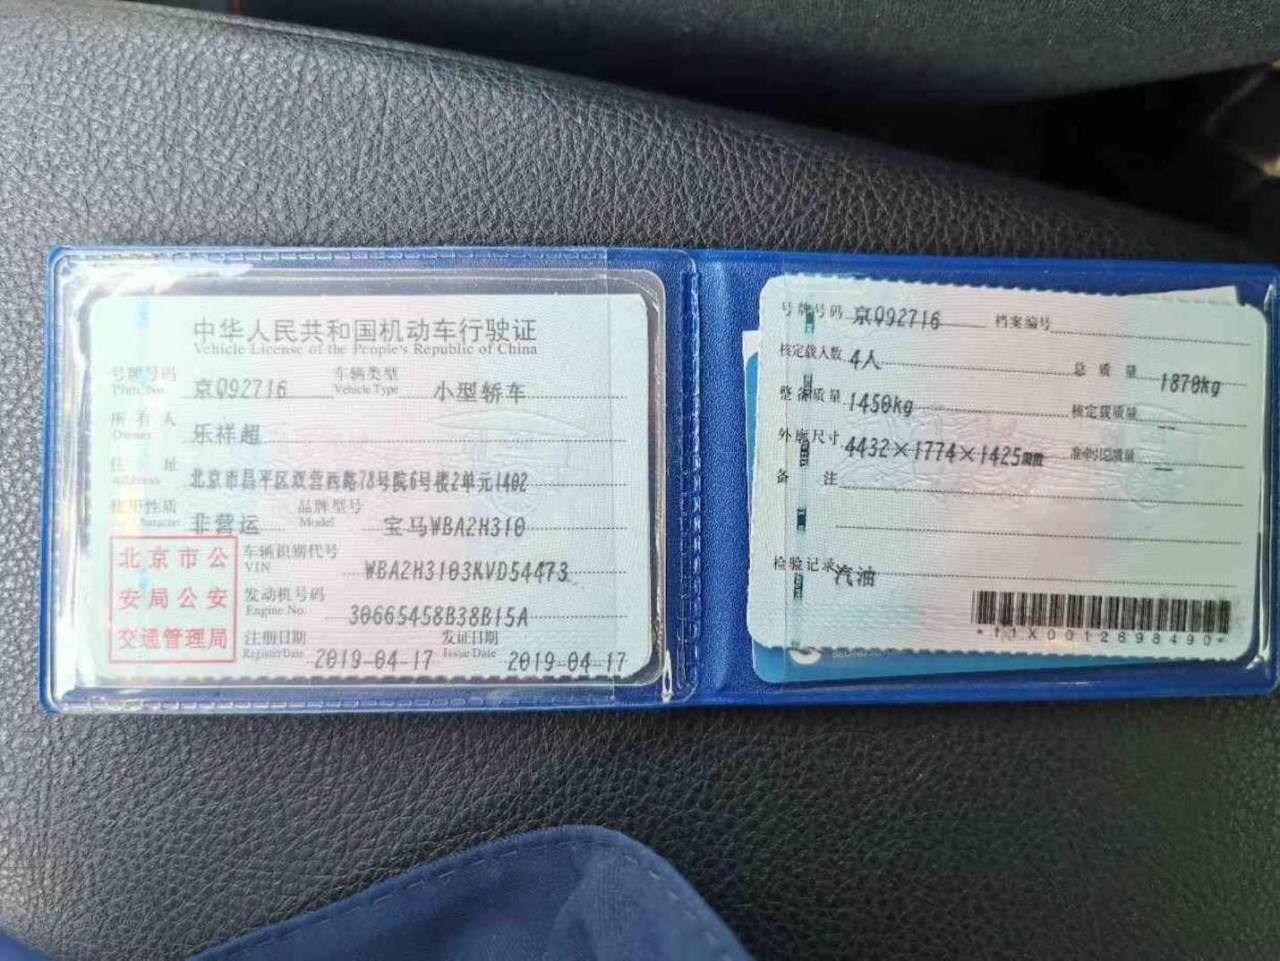 中华人民共和国机动车行驶证
Vehicle License of the People's Republic of China
号牌号码 京Q92716 车辆类型 小型轿车
Plate No. Vehicle Type
所有人 乐祥超
Owner
住址 北京市昌平区双营西路78号院6号楼2单元1402
Address
使用性质 非营运 品牌型号 宝马WBA2H310
Character Model
北京市公
安局公安
交通管理局
车辆识别代号 WBA2H3103KVD54473
VIN
发动机号码 30665458B38B15A
Engine No.
注册日期 2019-04-17 发证日期 2019-04-17
Register Date Issue Date
号牌号码 京Q92716 档案编号
核定载人数 4人 总质量 1870kg
整备质量 1450kg 核定载质量 --
外廓尺寸 4432×1774×1425mm 准牵引总质量 --
备注
检验记录 汽油
*11X0012698490*